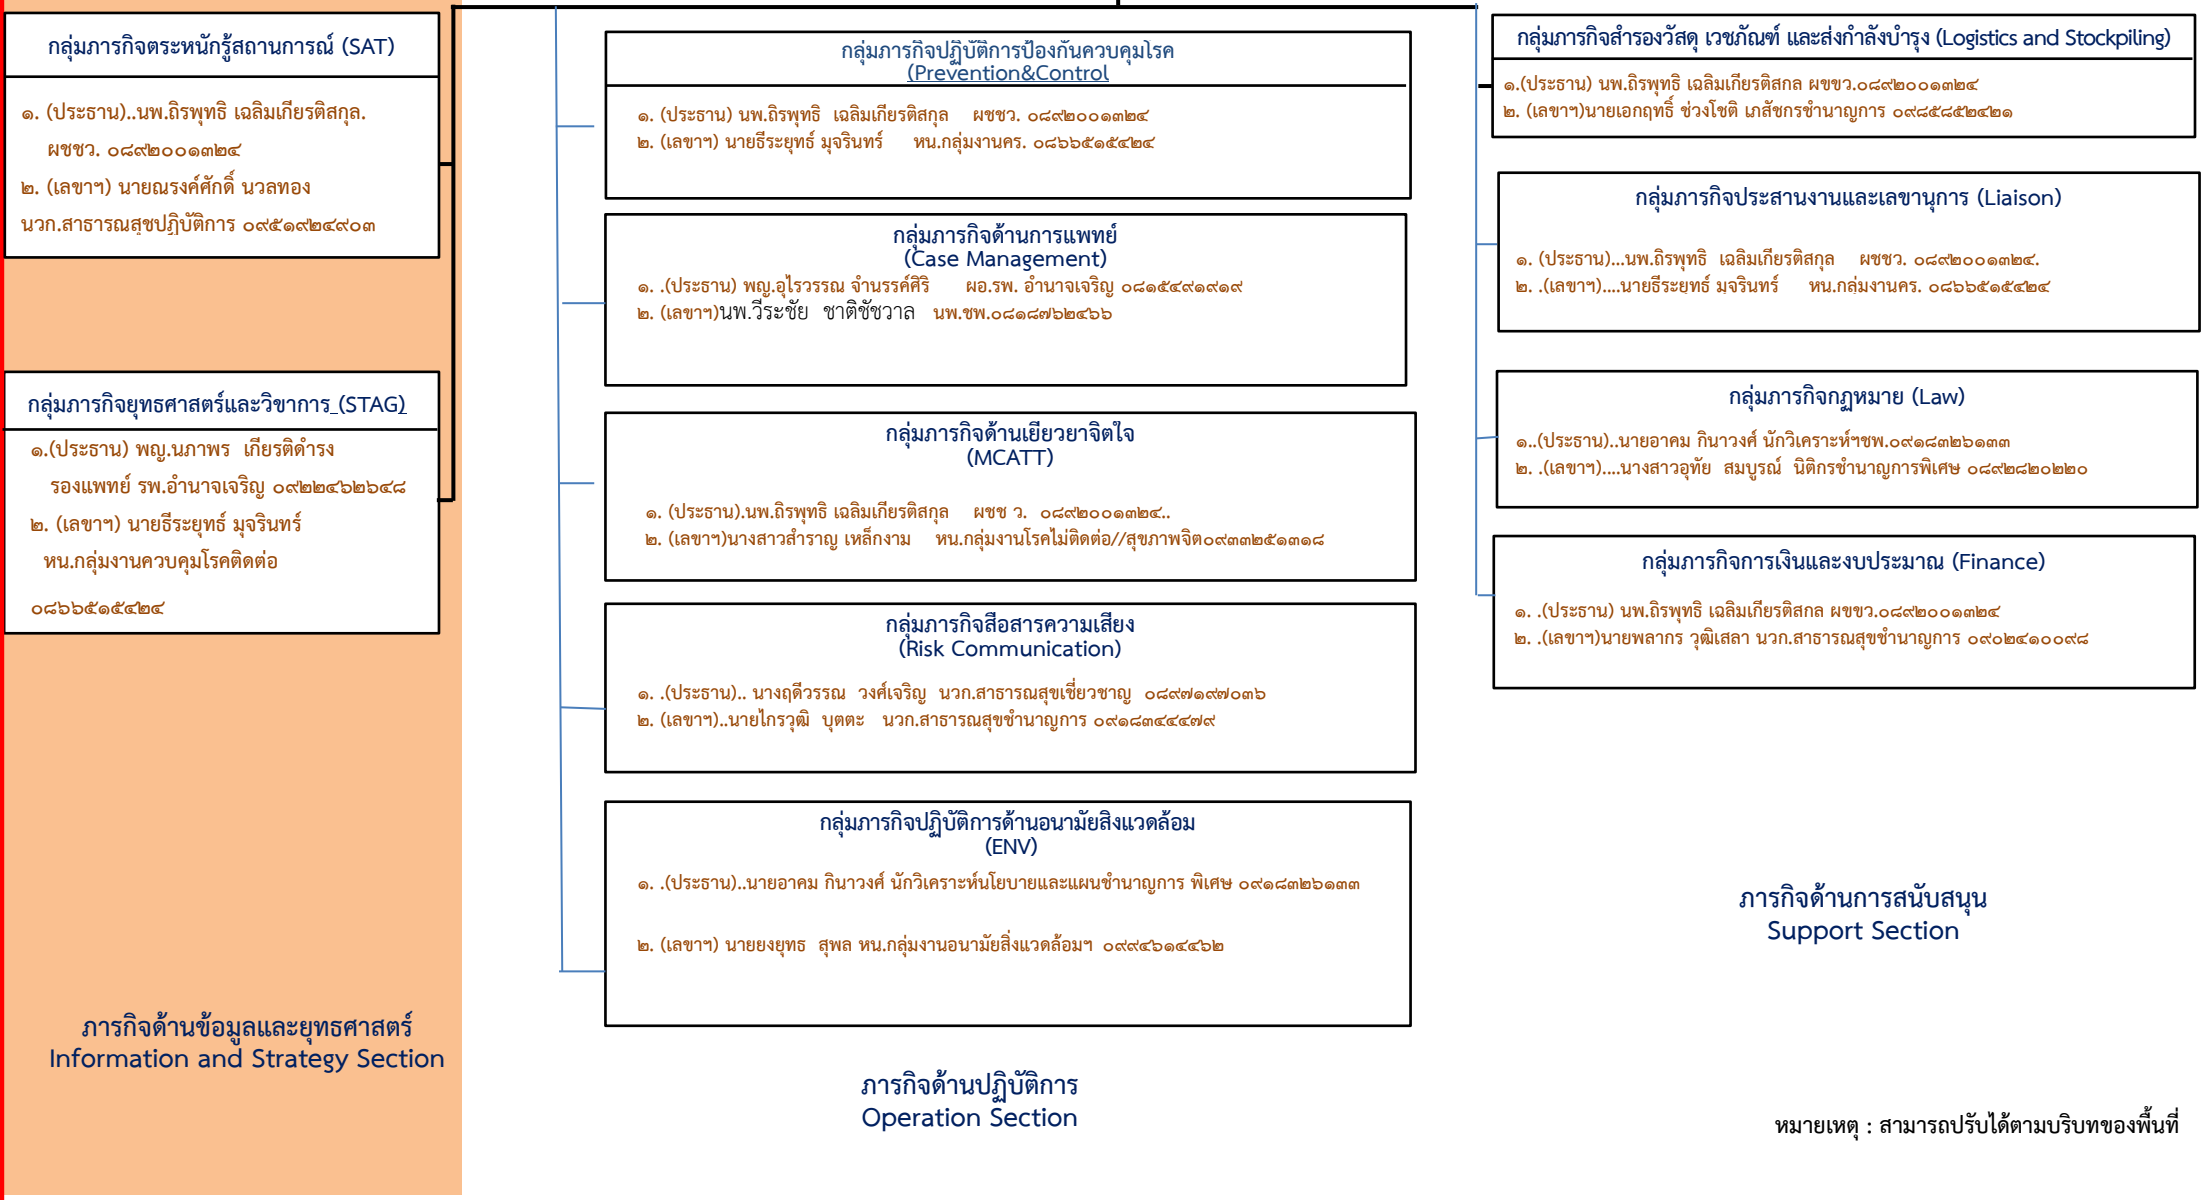 กลุ่มภารกิจตระหนักรู้สถานการณ์ (SAT)
๑. (ประธาน)..นพ.ถิรพุทธิ เฉลิมเกียรติสกุล.
ผชชว. ๐๘๙๒๐๐๑๓๒๔
๒. (เลขาฯ) นายณรงค์ศักดิ์ นวลทอง
นวก.สาธารณสุขปฏิบัติการ ๐๙๕๑๙๒๔๙๐๓
กลุ่มภารกิจยุทธศาสตร์และวิขาการ (STAG)
๑.(ประธาน) พญ.นภาพร เกียรติดำรง
รองแพทย์ รพ.อำนาจเจริญ ๐๙๒๒๔๖๒๖๔๘
๒. (เลขาฯ) นายธีระยุทธ์ มุจรินทร์
หน.กลุ่มงานควบคุมโรคติดต่อ
๐๘๖๖๕๑๕๔๒๔
ภารกิจด้านข้อมูลและยุทธศาสตร์
Information and Strategy Section
กลุ่มภารกิจปฏิบัติการป้องกันควบคุมโรค
(Prevention&Control
๑. (ประธาน) นพ.ถิรพุทธิ เฉลิมเกียรติสกุล ผชชว. ๐๘๙๒๐๐๑๓๒๔
๒. (เลขาฯ) นายธีระยุทธ์ มุจรินทร์ หน.กลุ่มงานคร. ๐๘๖๖๕๑๕๔๒๔
กลุ่มภารกิจด้านการแพทย์
(Case Management)
๑. .(ประธาน) พญ.อุไรวรรณ จำนรรค์ศิริ ผอ.รพ. อำนาจเจริญ ๐๘๑๕๔๙๑๙๑๙
๒. (เลขาฯ)นพ.วีระชัย ชาติชัชวาล นพ.ชพ.๐๘๑๘๗๖๒๔๖๖
กลุ่มภารกิจด้านเยียวยาจิตใจ
(MCATT)
๑. (ประธาน).นพ.ถิรพุทธิ เฉลิมเกียรติสกุล ผชช ว. ๐๘๙๒๐๐๑๓๒๔..
๒. (เลขาฯ)นางสาวสำราญ เหล็กงาม หน.กลุ่มงานโรคไม่ติดต่อ//สุขภาพจิต๐๙๓๓๒๕๑๓๑๘
กลุ่มภารกิจสื่อสารความเสี่ยง
(Risk Communication)
๑. .(ประธาน).. นางฤดีวรรณ วงศ์เจริญ นวก.สาธารณสุขเชี่ยวชาญ ๐๘๙๗๑๙๗๐๓๖
๒. (เลขาฯ)..นายไกรวุฒิ บุตตะ นวก.สาธารณสุขชำนาญการ ๐๙๑๘๓๔๔๔๗๙
กลุ่มภารกิจปฏิบัติการด้านอนามัยสิ่งแวดล้อม
(ENV)
๑. .(ประธาน)..นายอาคม กินาวงศ์ นักวิเคราะห์นโยบายและแผนชำนาญการ พิเศษ ๐๙๑๘๓๒๖๑๓๓
๒. (เลขาฯ) นายยงยุทธ สุพล หน.กลุ่มงานอนามัยสิ่งแวดล้อมฯ ๐๙๙๔๖๑๔๔๖๒
ภารกิจด้านปฏิบัติการ
Operation Section
กลุ่มภารกิจสำรองวัสดุ เวชภัณฑ์ และส่งกำลังบำรุง (Logistics and Stockpiling)
๑.(ประธาน) นพ.ถิรพุทธิ เฉลิมเกียรติสกล ผขขว.๐๘๙๒๐๐๑๓๒๔
๒. (เลขาฯ)นายเอกฤทธิ์ ช่วงโชติ เภสัชกรชำนาญการ ๐๙๘๕๘๕๒๔๒๑
กลุ่มภารกิจประสานงานและเลขานุการ (Liaison)
๑. (ประธาน)...นพ.ถิรพุทธิ เฉลิมเกียรติสกุล ผชชว. ๐๘๙๒๐๐๑๓๒๔.
๒. .(เลขาฯ)....นายธีระยุทธ์ มุจรินทร์ หน.กลุ่มงานคร. ๐๘๖๖๕๑๕๔๒๔
กลุ่มภารกิจกฎหมาย (Law)
๑..(ประธาน)..นายอาคม กินาวงศ์ นักวิเคราะห์ฯชพ.๐๙๑๘๓๒๖๑๓๓
๒. .(เลขาฯ)....นางสาวอุทัย สมบูรณ์ นิติกรชำนาญการพิเศษ ๐๘๙๒๘๒๐๒๒๐
กลุ่มภารกิจการเงินและงบประมาณ (Finance)
๑. .(ประธาน) นพ.ถิรพุทธิ เฉลิมเกียรติสกล ผขขว.๐๘๙๒๐๐๑๓๒๔
๒. .(เลขาฯ)นายพลากร วุฒิเสลา นวก.สาธารณสุขชำนาญการ ๐๙๐๒๔๑๐๐๙๘
ภารกิจด้านการสนับสนุน
Support Section
หมายเหตุ : สามารถปรับได้ตามบริบทของพื้นที่